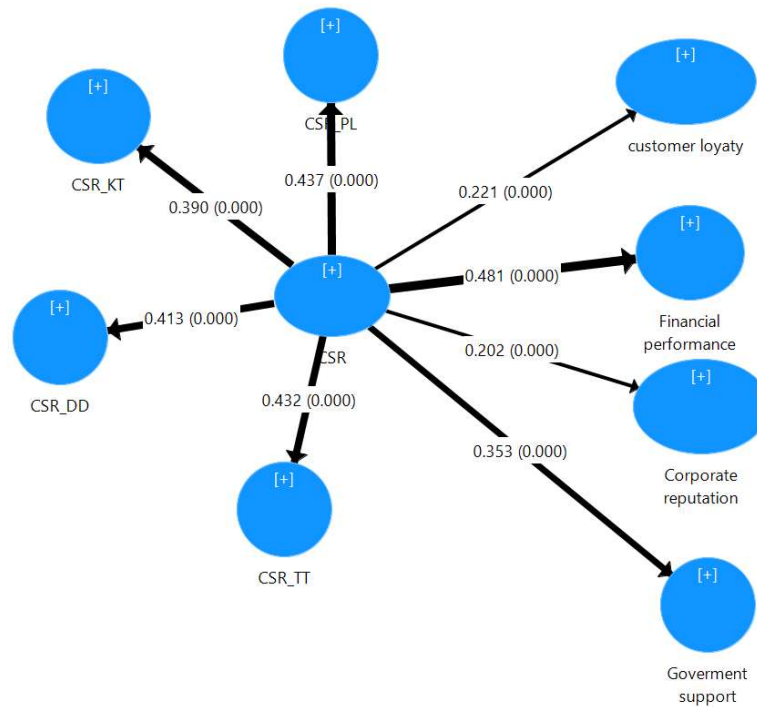 [+]
CSR_PL
[+]
CSR_KT
[+]
customer loyaty
0.437 (0.000)
0.390 (0.000)
0.221 (0.000)
[+]
CSR
[+]
Financial
performance
0.481 (0.000)
0.413 (0.000)
[+]
CSR_DD
0.202 (0.000)
[+]
Corporate
reputation
0.432 (0.000)
0.353 (0.000)
[+]
CSR_TT
[+]
Goverment
support